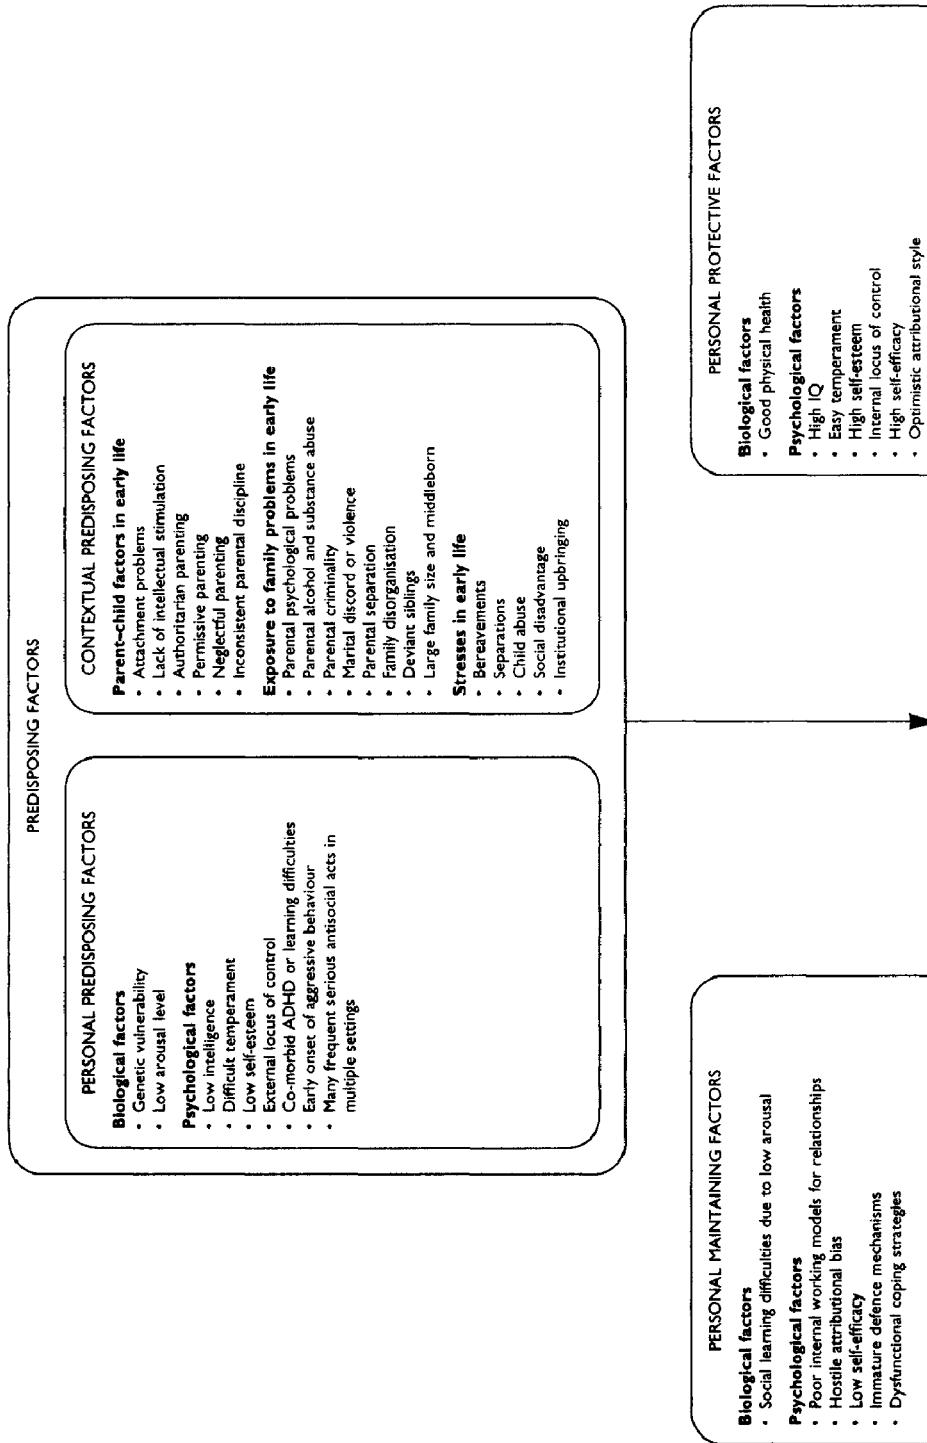 PREDISPOSING FACTORS
PERSONAL PREDISPOSING FACTORS
Biological factors
• Genetic vulnerability
• Low arousal level
Psychological factors
• Low intelligence
• Difficult temperament
• Low self-esteem
• External locus of control
• Co-morbid ADHD or learning difficulties
• Early onset of aggressive behaviour
• Many frequent serious antisocial acts in
multiple settings
CONTEXTUAL PREDISPOSING FACTORS
Parent–child factors in early life
• Attachment problems
• Lack of intellectual stimulation
• Authoritarian parenting
• Permissive parenting
• Neglectful parenting
• Inconsistent parental discipline
Exposure to family problems in early life
• Parental psychological problems
• Parental alcohol and substance abuse
• Parental criminality
• Marital discord or violence
• Parental separation
• Family disorganisation
• Deviant siblings
• Large family size and middleborn
Stresses in early life
• Bereavements
• Separations
• Child abuse
• Social disadvantage
• Institutional upbringing
PERSONAL MAINTAINING FACTORS
Biological factors
• Social learning difficulties due to low arousal
Psychological factors
• Poor internal working models for relationships
• Hostile attributional bias
• Low self-efficacy
• Immature defence mechanisms
• Dysfunctional coping strategies
PERSONAL PROTECTIVE FACTORS
Biological factors
• Good physical health
Psychological factors
• High IQ
• Easy temperament
• High self-esteem
• Internal locus of control
• High self-efficacy
• Optimistic attributional style